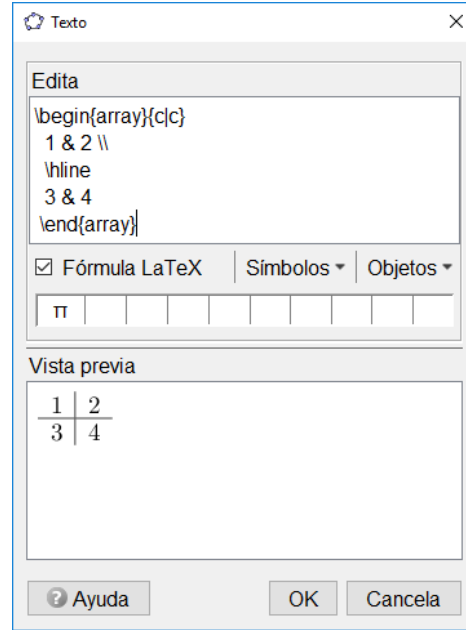 Texto
Edita
\begin{array}{c|c}
1 & 2 \\
\hline
3 & 4
\end{array}
Fórmula LaTeX Símbolos Objetos
π
Vista previa
1 2
3 4
Ayuda OK Cancela